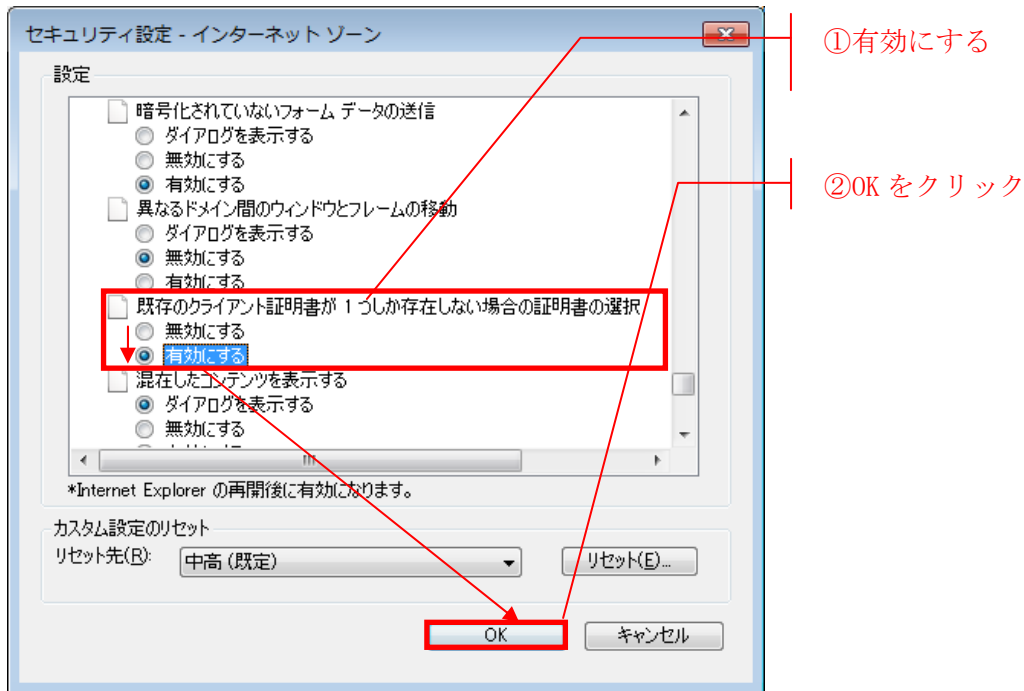 セキュリティ設定 - インターネット ゾーン
①有効にする
設定
暗号化されていないフォーム データの送信
ダイアログを表示する
無効にする
有効にする
②OK をクリック
異なるドメイン間のウィンドウとフレームの移動
ダイアログを表示する
無効にする
有効にする
既存のクライアント証明書が 1 つしか存在しない場合の証明書の選択
無効にする
有効にする
混在したコンテンツを表示する
ダイアログを表示する
無効にする
*Internet Explorer の再開後に有効になります。
カスタム設定のリセット
リセット先(R):
中高 (既定)
リセット(E)...
OK
キャンセル